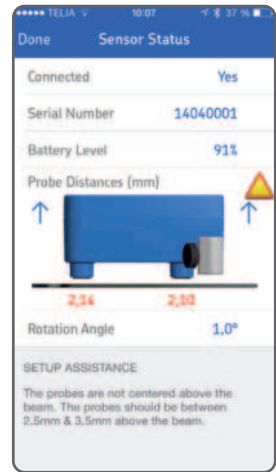 TELIA 10:07 37 %
Done Sensor Status
Connected Yes
Serial Number 14040001
Battery Level 91%
Probe Distances (mm)
2,14 2,10
Rotation Angle 1,0°
SETUP ASSISTANCE
The probes are not centered above the
beam. The probes should be between
2.5mm & 3.5mm above the beam.